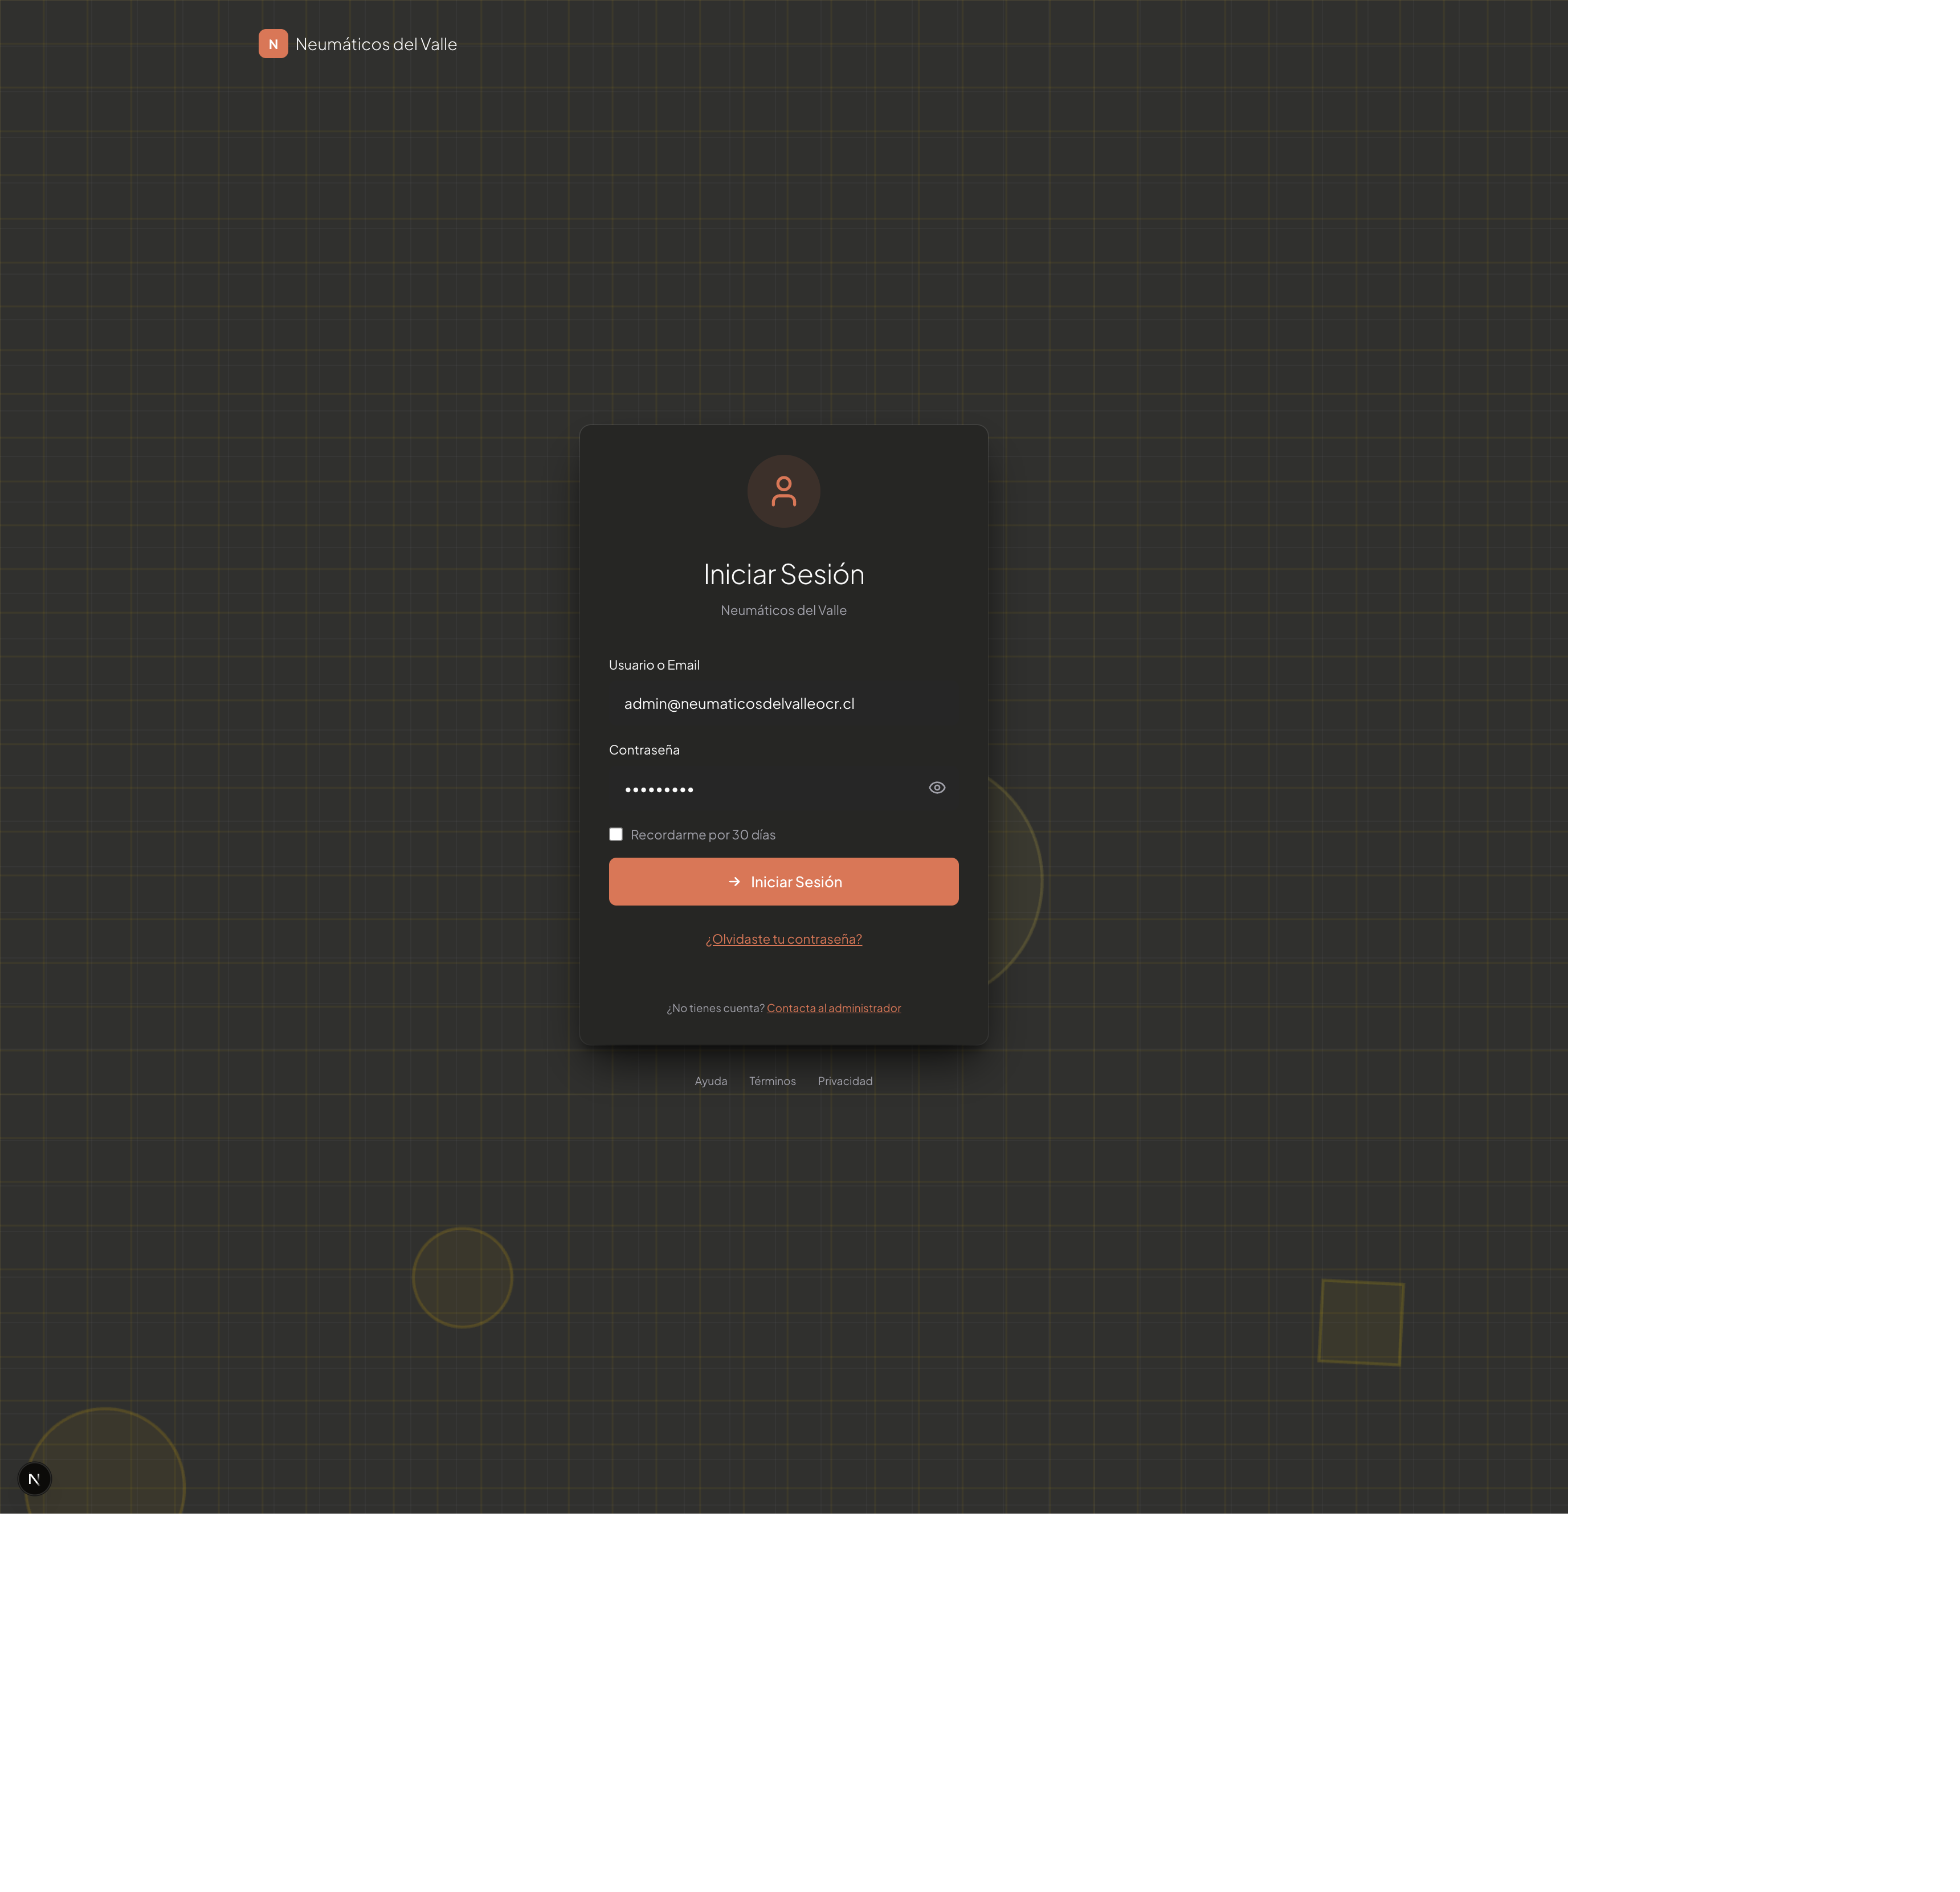 N Neumáticos del Valle
Iniciar Sesión
Neumáticos del Valle
Usuario o Email
admin@neumaticosdelvalleocr.cl
Contraseña
•••••••••
Recordarme por 30 días
→ Iniciar Sesión
¿Olvidaste tu contraseña?
¿No tienes cuenta? Contacta al administrador
Ayuda Términos Privacidad
N